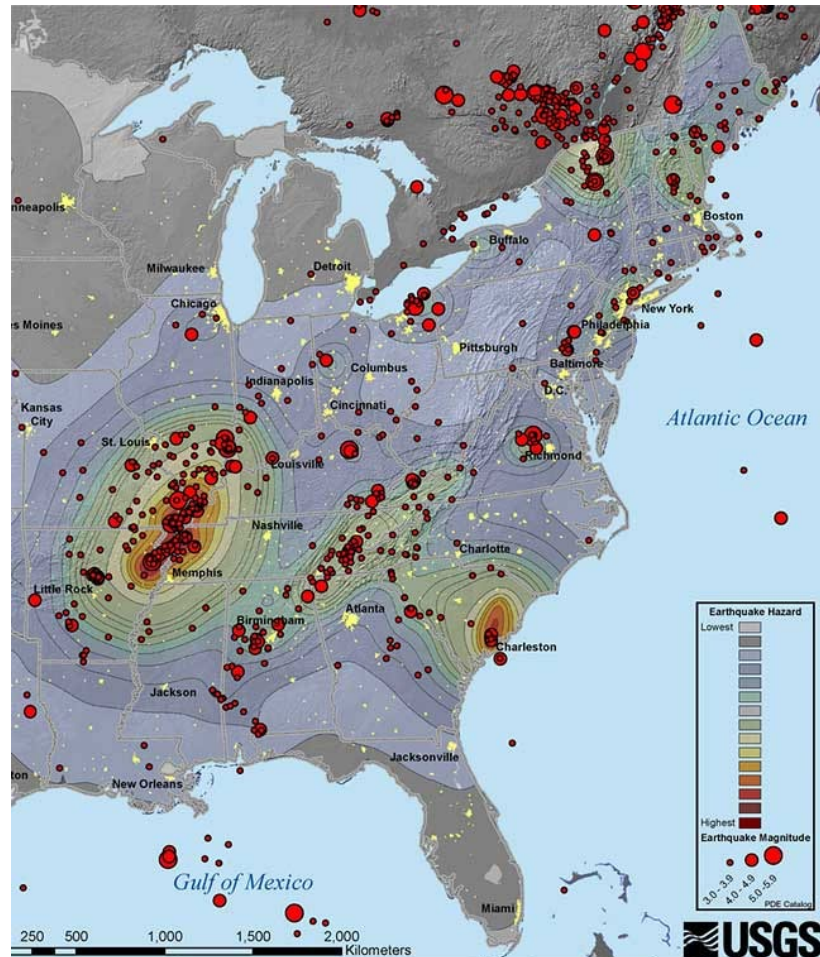 nneapolis
Milwaukee
Detroit
Buffalo
Boston
Chicago
New York
es Moines
Philadelphia
Pittsburgh
Columbus
Baltimore
Indianapolis
D.C.
Kansas
City
Cincinnati
Atlantic Ocean
St. Louis
Louisville
Richmond
Nashville
Charlotte
Memphis
Little Rock
Earthquake Hazard
Lowest
Birmingham
Atlanta
Charleston
Jackson
Jacksonville
ton
New Orleans
Highest
Earthquake Magnitude
3.0 - 3.9
4.0 - 4.9
5.0 - 5.9
PDE Catalog
Gulf of Mexico
Miami
250 500 1,000 1,500 2,000
Kilometers
USGS